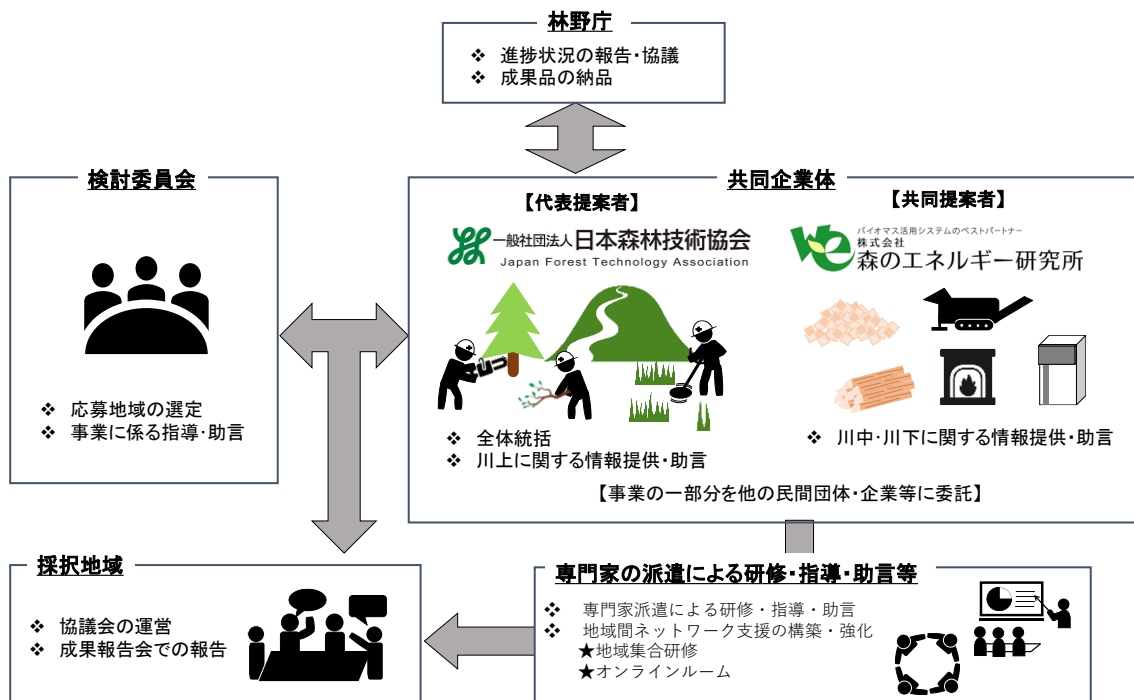 林野庁
❖ 進捗状況の報告・協議
❖ 成果品の納品
検討委員会
❖ 応募地域の選定
❖ 事業に係る指導・助言
共同企業体
【代表提案者】
一般社団法人日本森林技術協会
Japan Forest Technology Association
❖ 全体統括
❖ 川上に関する情報提供・助言
【共同提案者】
バイオマス活用システムのベストパートナー
株式会社
森のエネルギー研究所
❖ 川中・川下に関する情報提供・助言
【事業の一部分を他の民間団体・企業等に委託】
採択地域
❖ 協議会の運営
❖ 成果報告会での報告
専門家の派遣による研修・指導・助言等
❖ 専門家派遣による研修・指導・助言
❖ 地域間ネットワーク支援の構築・強化
★地域集合研修
★オンラインルーム